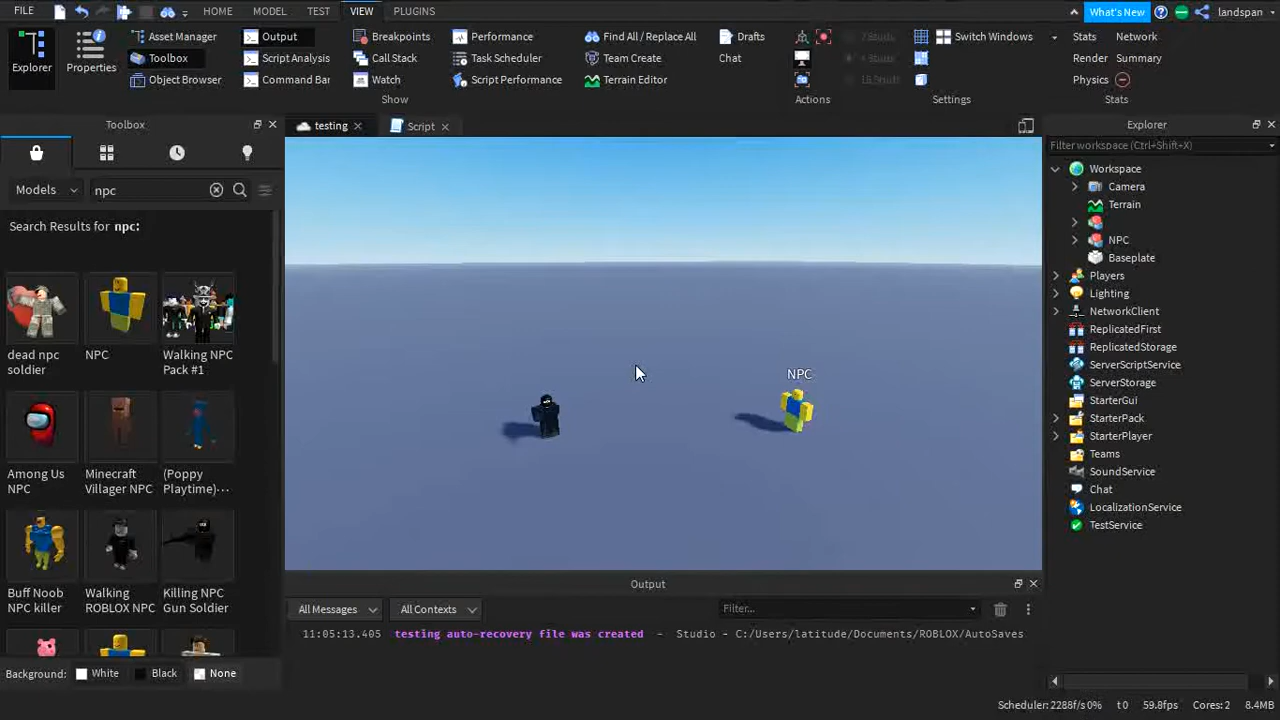 FILE HOME MODEL TEST VIEW PLUGINS What's New landspan
Explorer Properties Asset Manager Toolbox Object Browser Output Script Analysis Command Bar Breakpoints Call Stack Watch Performance Task Scheduler Script Performance Find All / Replace All Team Create Terrain Editor Drafts Chat Switch Windows Stats Network Render Summary Physics
Show Actions Settings Stats
Toolbox
Models npc
Search Results for npc:
dead npc soldier
NPC
Walking NPC Pack #1
Among Us NPC
Minecraft Villager NPC
(Poppy Playtime)...
Buff Noob NPC killer
Walking ROBLOX NPC
Killing NPC Gun Soldier
Background: White Black None
testing Script
NPC
Output
All Messages All Contexts Filter...
11:05:13.405 testing auto-recovery file was created - Studio - C:/Users/latitude/Documents/ROBLOX/AutoSaves
Explorer
Filter workspace (Ctrl+Shift+X)
Workspace
Camera
Terrain
NPC
Baseplate
Players
Lighting
NetworkClient
ReplicatedFirst
ReplicatedStorage
ServerScriptService
ServerStorage
StarterGui
StarterPack
StarterPlayer
Teams
SoundService
Chat
LocalizationService
TestService
Scheduler: 2288f/s 0% t 0 59.8fps Cores: 2 8.4MB